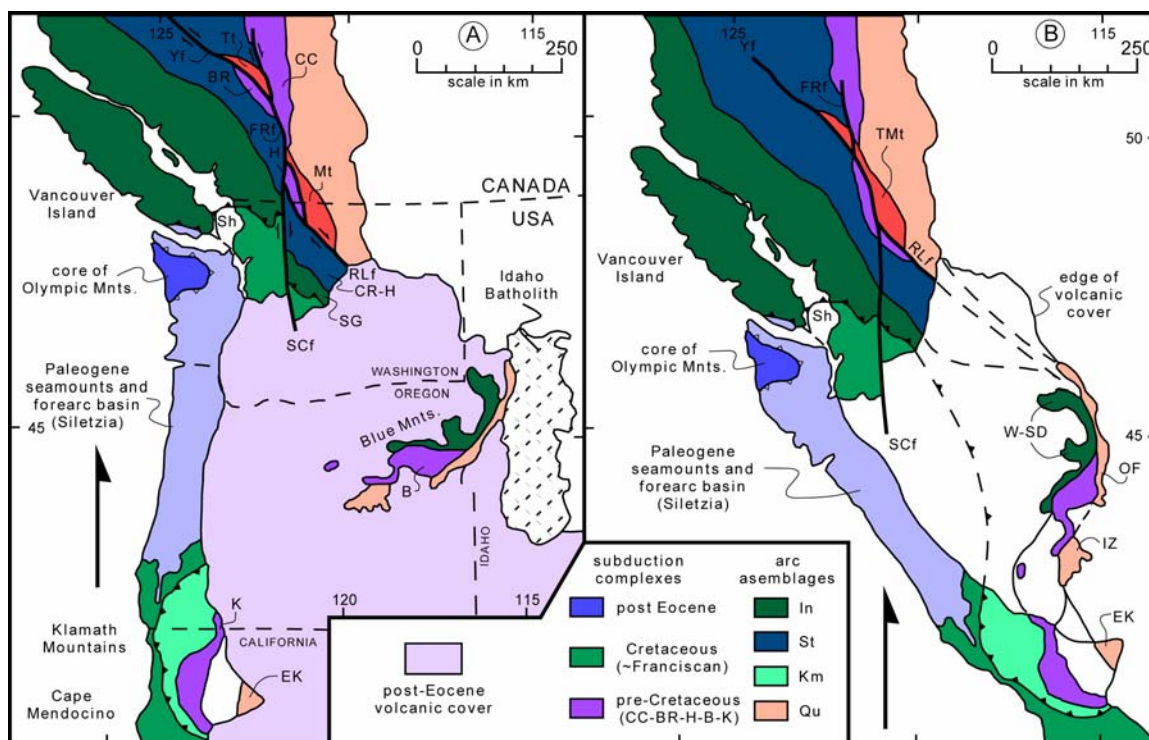 125
A
115
0
250
scale in km
Tt
Yf
BR
CC
FRf
H
Mt
CANADA
USA
Vancouver
Island
Sh
core of
Olympic Mnts.
RLf
CR-H
SG
SCf
Idaho
Batholith
WASHINGTON
OREGON
Paleogene
seamounts and
forearc basin
(Siletzia)
45
Blue Mnts.
B
IDAHO
120
115
K
Klamath
Mountains
CALIFORNIA
Cape
Mendocino
EK
125
B
115
0
250
scale in km
Yf
FRf
50
TMt
RLf
Vancouver
Island
edge of
volcanic
cover
Sh
core of
Olympic Mnts.
W-SD
45
SCf
OF
Paleogene
seamounts and
forearc basin
(Siletzia)
IZ
EK
subduction
complexes
arc
asemblages
post Eocene
In
Cretaceous
(~Franciscan)
St
Km
pre-Cretaceous
(CC-BR-H-B-K)
Qu
post-Eocene
volcanic cover